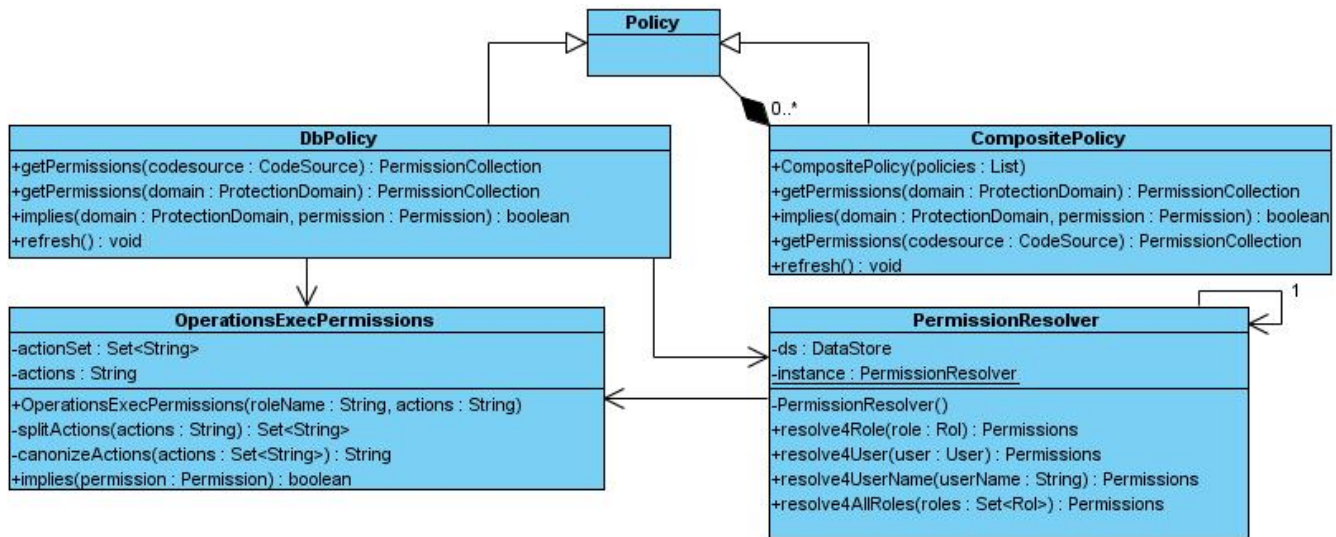 Policy
0..*
DbPolicy
+getPermissions(codesource : CodeSource) : PermissionCollection
+getPermissions(domain : ProtectionDomain) : PermissionCollection
+implies(domain : ProtectionDomain, permission : Permission) : boolean
+refresh() : void
CompositePolicy
+CompositePolicy(policies : List)
+getPermissions(domain : ProtectionDomain) : PermissionCollection
+implies(domain : ProtectionDomain, permission : Permission) : boolean
+getPermissions(codesource : CodeSource) : PermissionCollection
+refresh() : void
1
OperationsExecPermissions
-actionSet : Set<String>
-actions : String
+OperationsExecPermissions(roleName : String, actions : String)
-splitActions(actions : String) : Set<String>
-canonizeActions(actions : Set<String>) : String
+implies(permission : Permission) : boolean
PermissionResolver
-ds : DataStore
-instance : PermissionResolver
-PermissionResolver()
+resolve4Role(role : Rol) : Permissions
+resolve4User(user : User) : Permissions
+resolve4UserName(userName : String) : Permissions
+resolve4AllRoles(roles : Set<Rol>) : Permissions